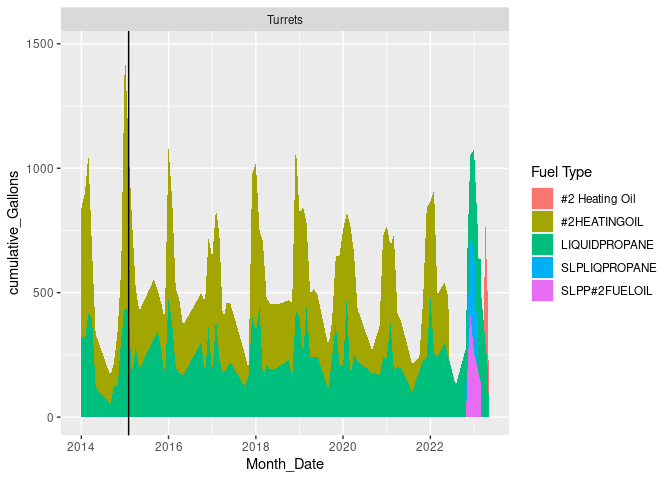 Turrets
1500
1000
500
0
cumulative_Gallons
2014 2016 2018 2020 2022
Month_Date
Fuel Type
#2 Heating Oil
#2HEATINGOIL
LIQUIDPROPANE
SLPLIQPROPANE
SLPP#2FUELOIL